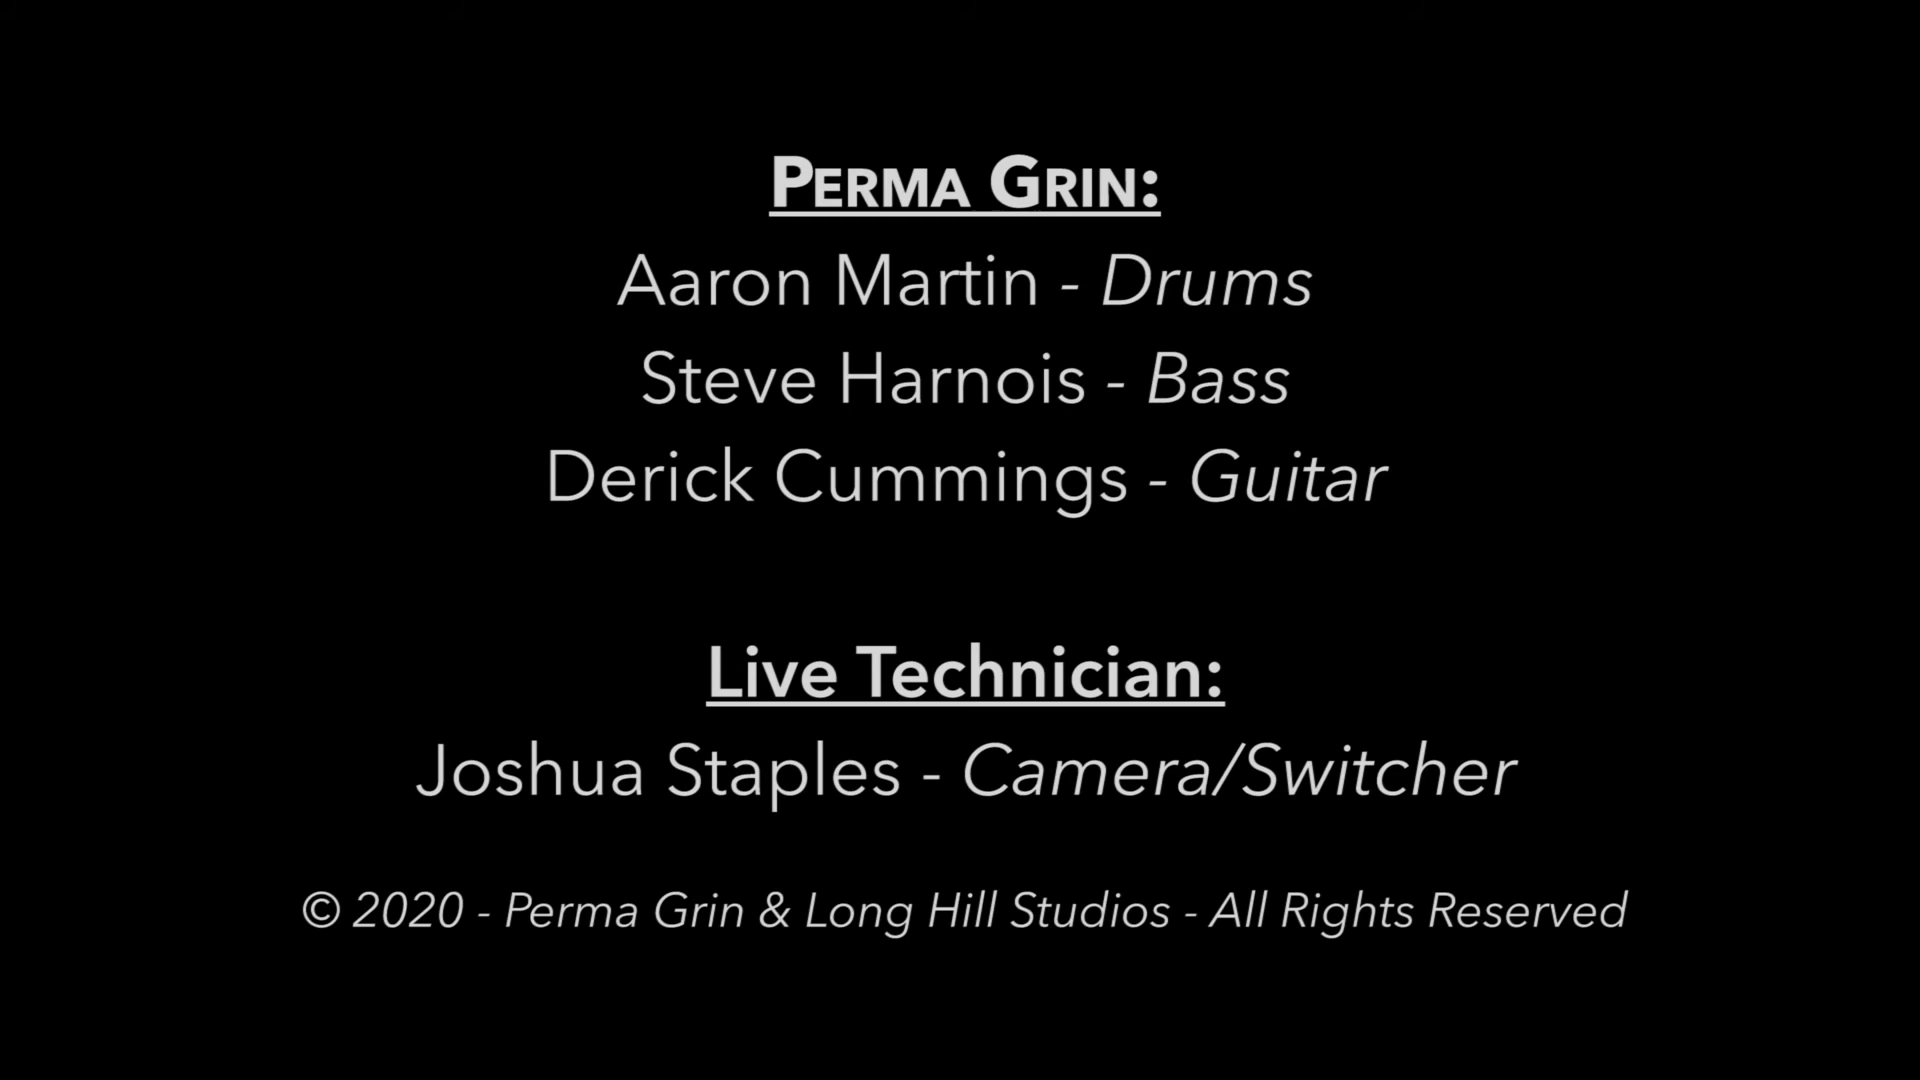 PERMA GRIN:
Aaron Martin - Drums
Steve Harnois - Bass
Derick Cummings - Guitar
Live Technician:
Joshua Staples - Camera/Switcher
© 2020 - Perma Grin & Long Hill Studios - All Rights Reserved